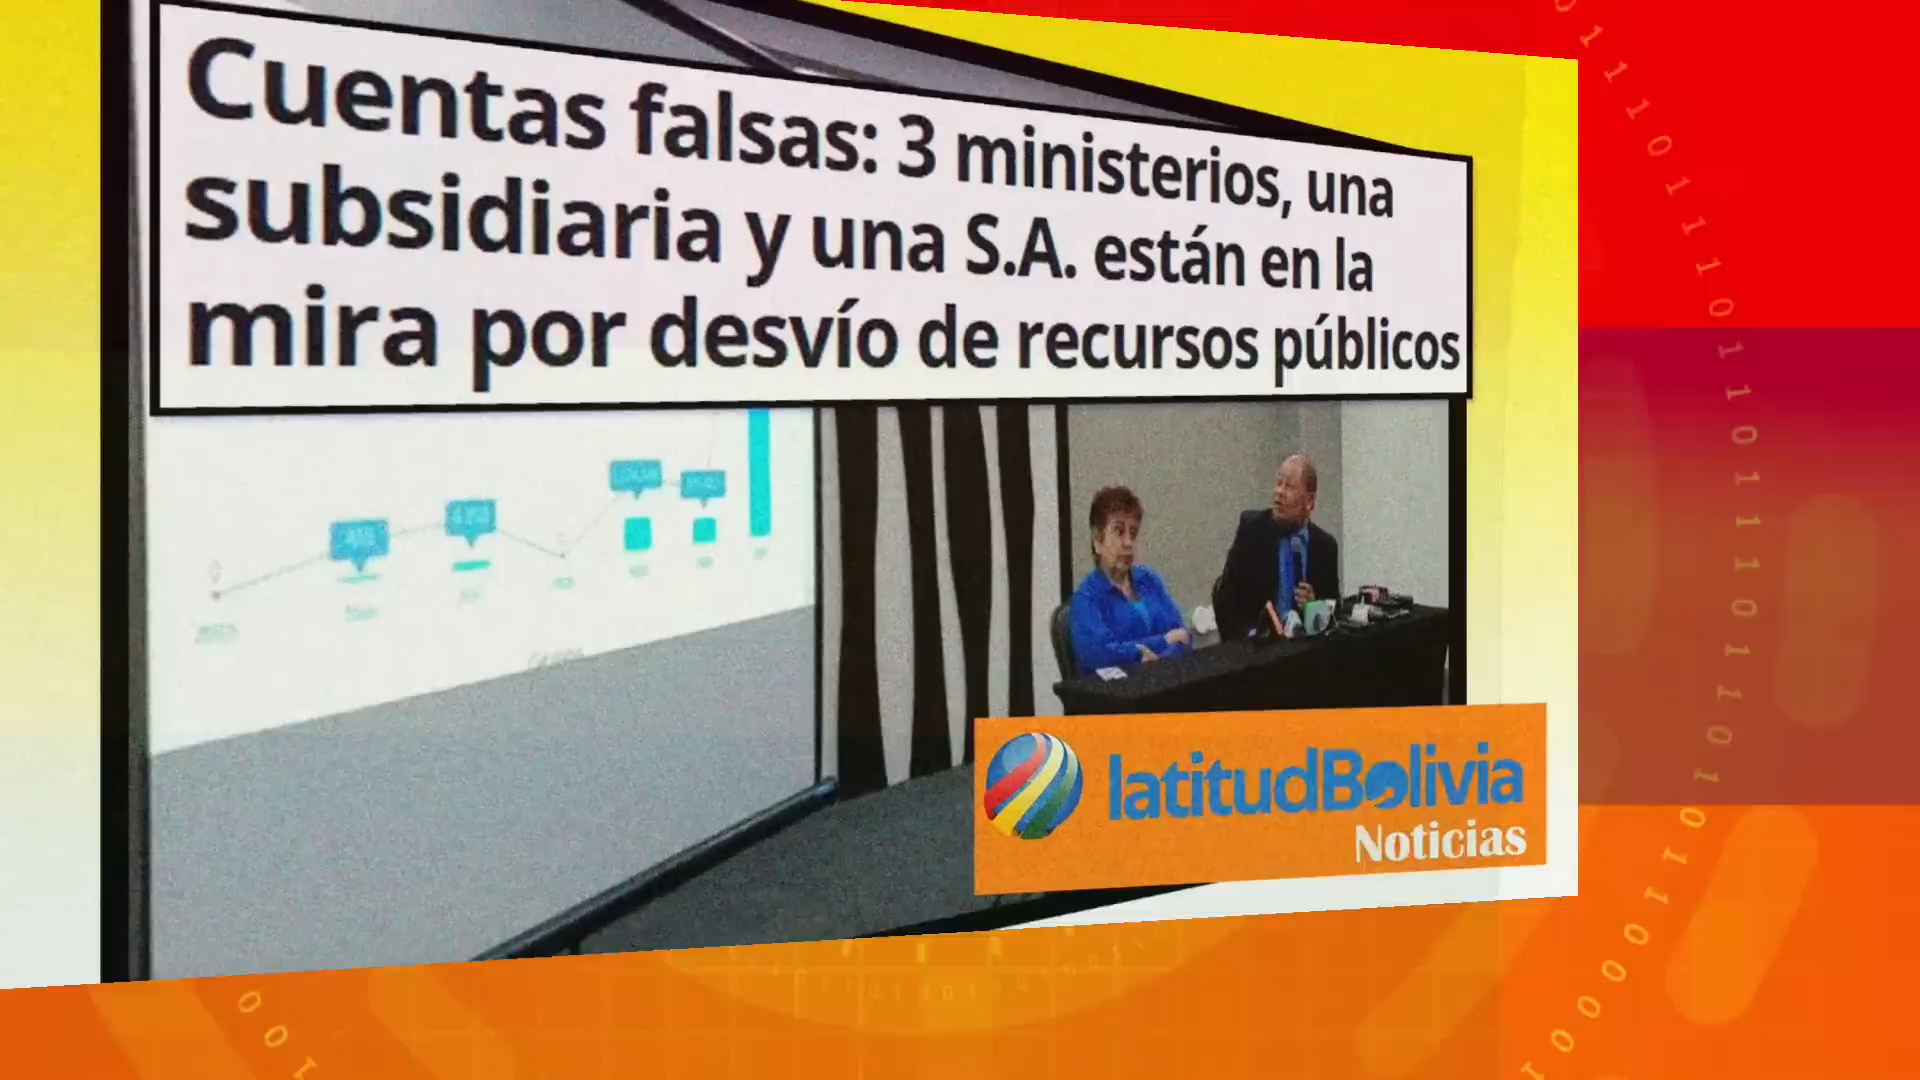 Cuentas falsas: 3 ministerios, una
subsidiaria y una S.A. están en la
mira por desvío de recursos públicos
latitudBolivia
Noticias